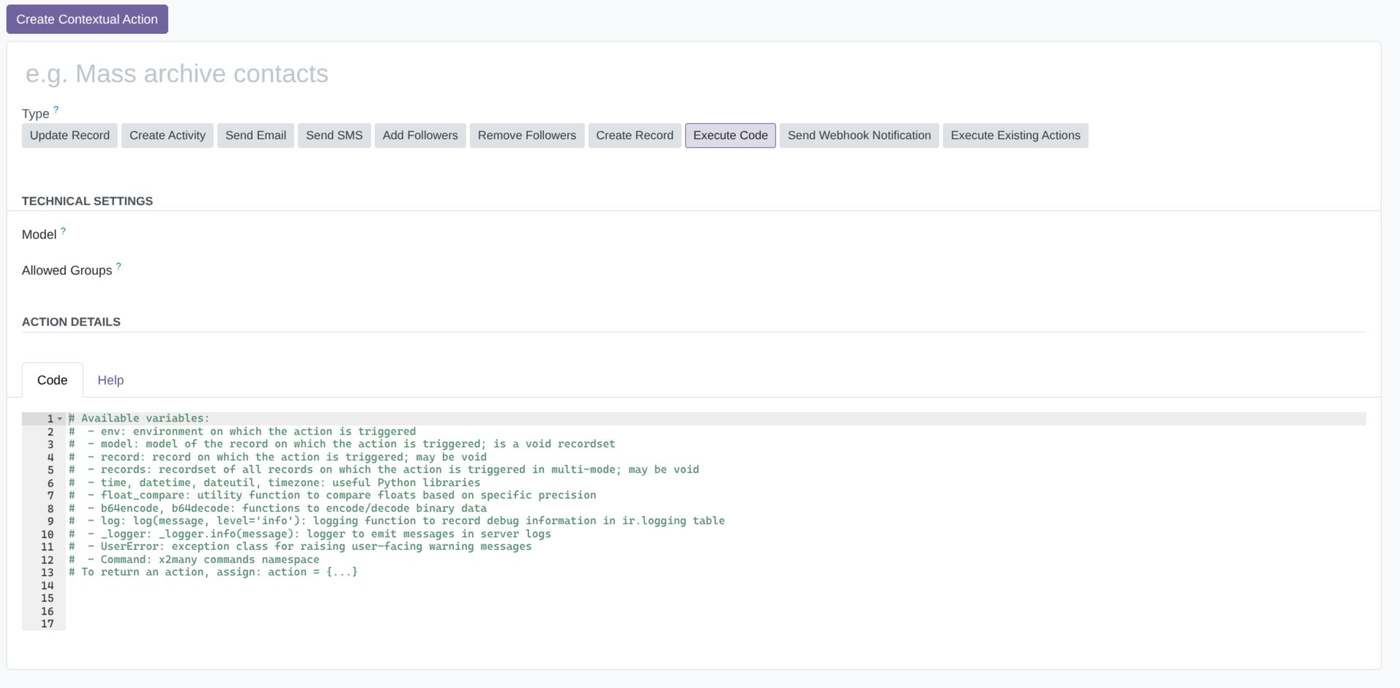 Create Contextual Action
e.g. Mass archive contacts
Type ?
Update Record Create Activity Send Email Send SMS Add Followers Remove Followers Create Record Execute Code Send Webhook Notification Execute Existing Actions
TECHNICAL SETTINGS
Model ?
Allowed Groups ?
ACTION DETAILS
Code Help
1 # Available variables:
2 #  - env: environment on which the action is triggered
3 #  - model: model of the record on which the action is triggered; is a void recordset
4 #  - record: record on which the action is triggered; may be void
5 #  - records: recordset of all records on which the action is triggered in multi-mode; may be void
6 #  - time, datetime, dateutil, timezone: useful Python libraries
7 #  - float_compare: utility function to compare floats based on specific precision
8 #  - b64encode, b64decode: functions to encode/decode binary data
9 #  - log: log(message, level='info'): logging function to record debug information in ir.logging table
10 #  - _logger: _logger.info(message): logger to emit messages in server logs
11 #  - UserError: exception class for raising user-facing warning messages
12 #  - Command: x2many commands namespace
13 # To return an action, assign: action = {...}
14
15
16
17